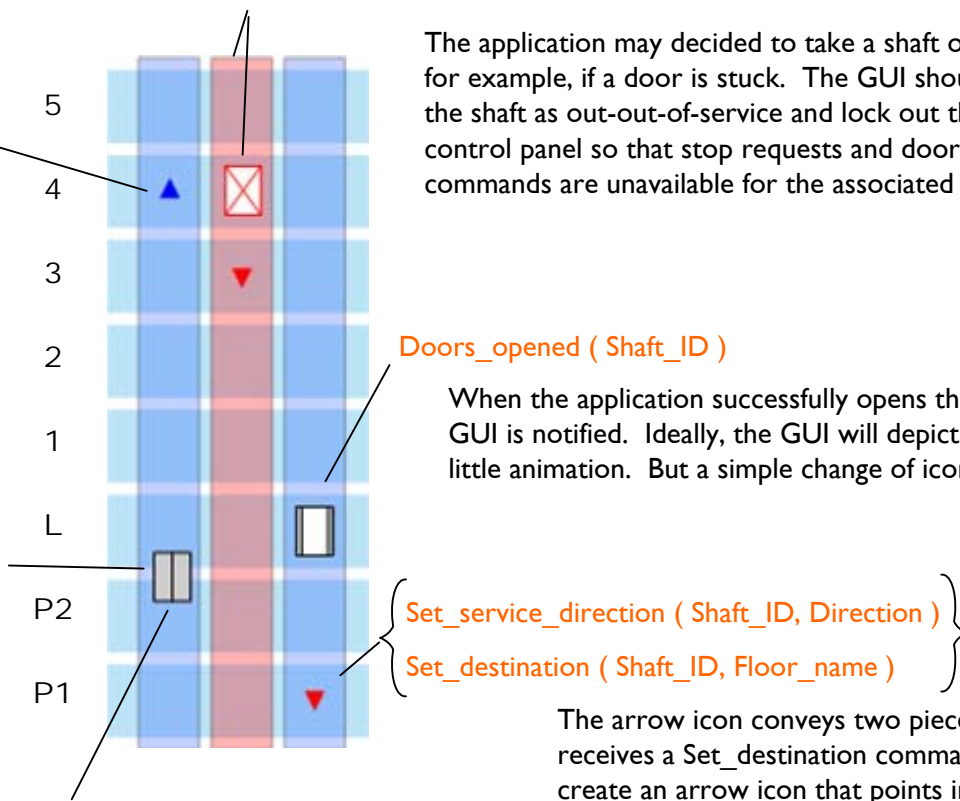 The application may decided to take a shaft o
for example, if a door is stuck. The GUI shou
the shaft as out-out-of-service and lock out th
control panel so that stop requests and door
commands are unavailable for the associated
5
4
3
2
1
L
P2
P1
Doors_opened ( Shaft_ID )
When the application successfully opens th
GUI is notified. Ideally, the GUI will depict
little animation. But a simple change of icon
Set_service_direction ( Shaft_ID, Direction )
Set_destination ( Shaft_ID, Floor_name )
The arrow icon conveys two piece
receives a Set_destination comma
create an arrow icon that points in